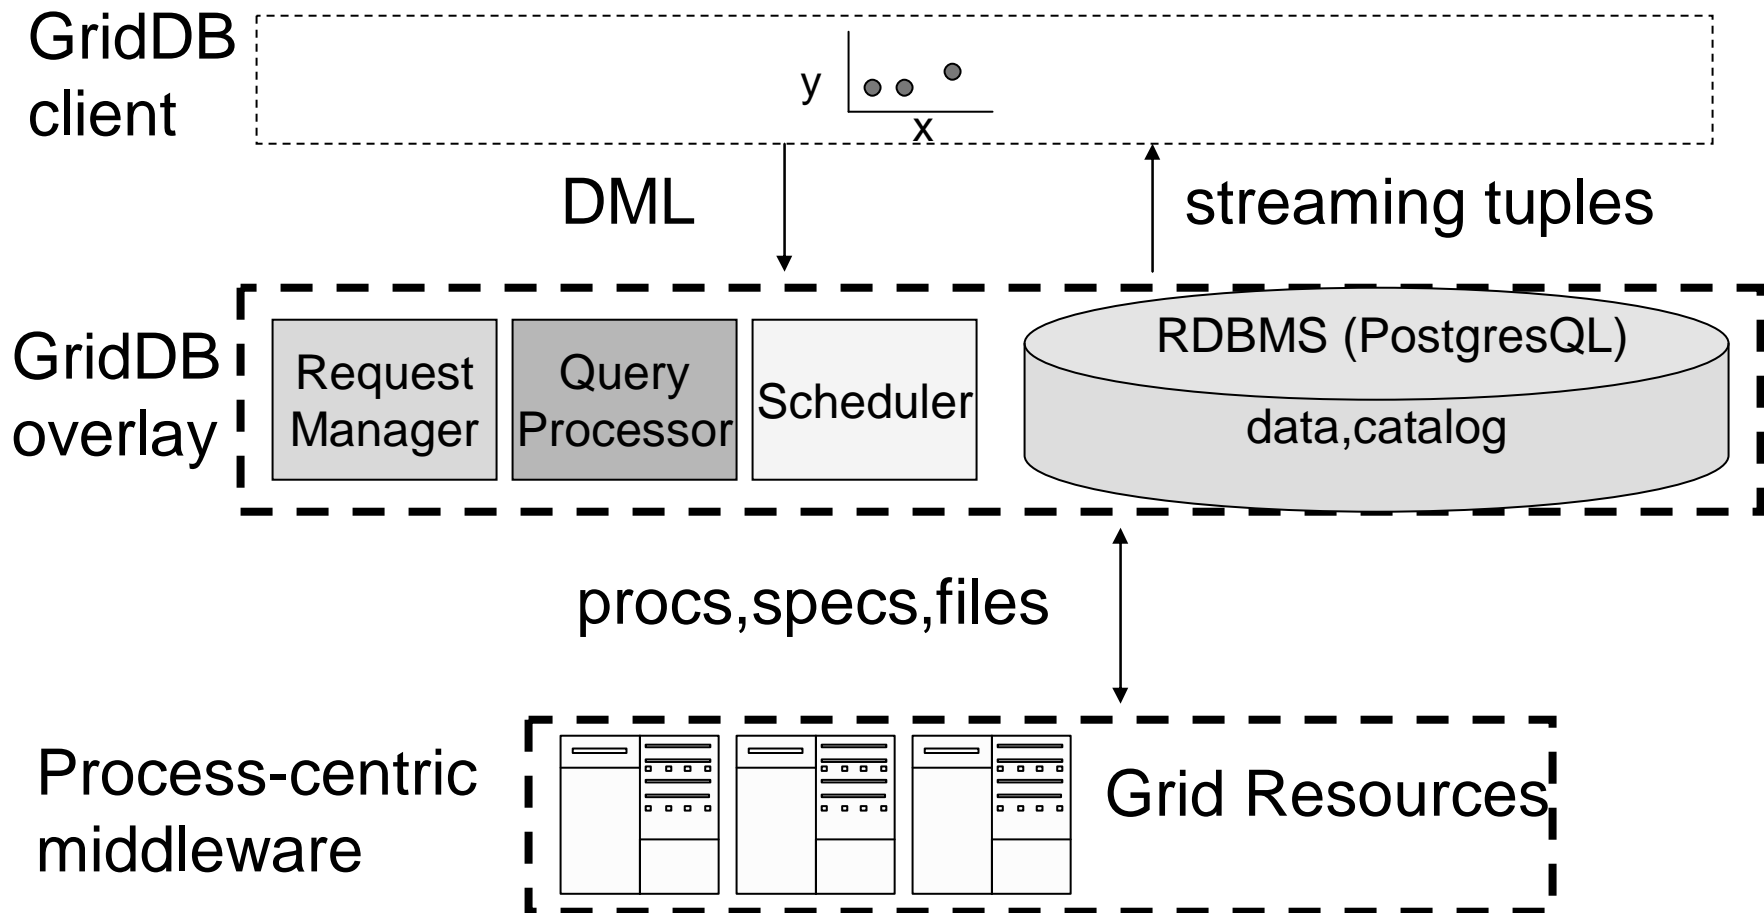 GridDB
client
y
x
DML
streaming tuples
GridDB
overlay
Request
Manager
Query
Processor
Scheduler
RDBMS (PostgresQL)
data,catalog
procs,specs,files
Process-centric
middleware
Grid Resources